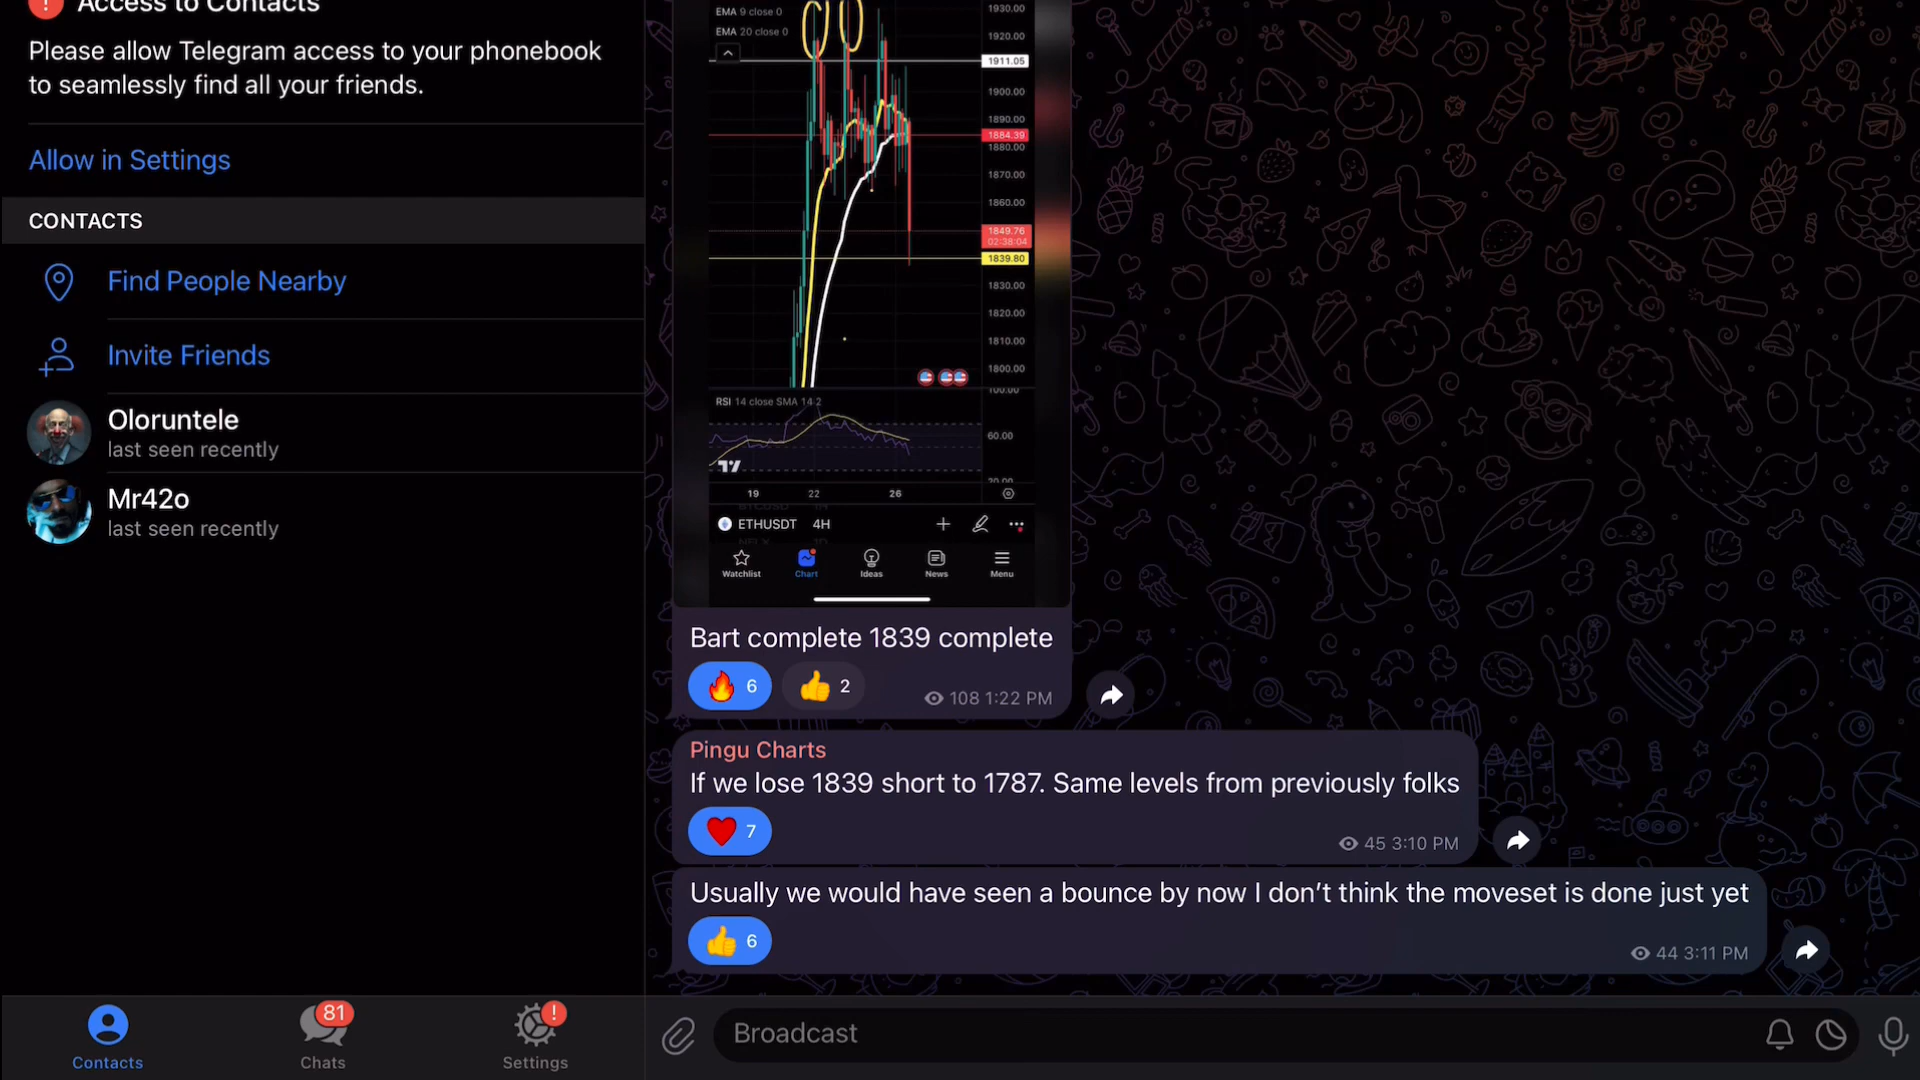 Access to Contacts
Please allow Telegram access to your phonebook
to seamlessly find all your friends.
Allow in Settings
CONTACTS
Find People Nearby
Invite Friends
Oloruntele
last seen recently
Mr42o
last seen recently
81
!
Contacts
Chats
Settings
EMA 9 close 0
EMA 20 close 0
1930.00
1920.00
1911.05
1900.00
1890.00
1884.39
1880.00
1870.00
1860.00
1849.76
02:38:04
1839.80
1830.00
1820.00
1810.00
1800.00
100.00
RSI 14 close SMA 14 2
60.00
20.00
19 22 26
ETHUSDT 4H
Watchlist Chart Ideas News Menu
Bart complete 1839 complete
6 2 108 1:22 PM
Pingu Charts
If we lose 1839 short to 1787. Same levels from previously folks
7 45 3:10 PM
Usually we would have seen a bounce by now I don’t think the moveset is done just yet
6 44 3:11 PM
Broadcast